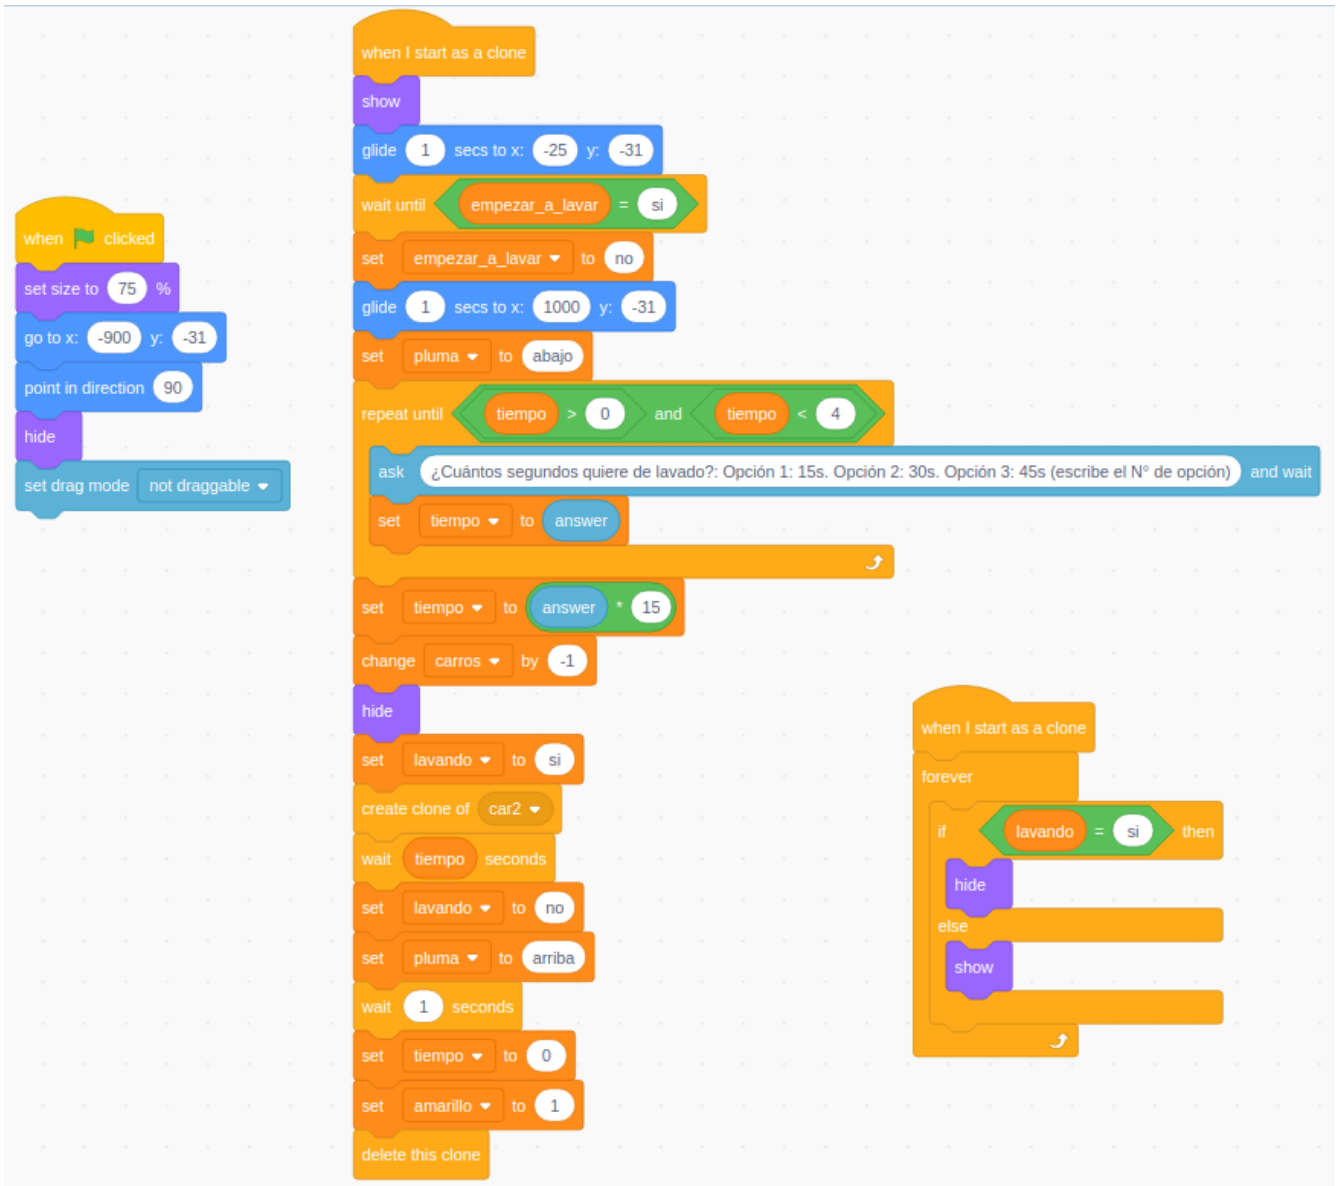 when clicked
set size to 75 %
go to x: -900 y: -31
point in direction 90
hide
set drag mode not draggable
when I start as a clone
show
glide 1 secs to x: -25 y: -31
wait until empezar_a_lavar = si
set empezar_a_lavar to no
glide 1 secs to x: 1000 y: -31
set pluma to abajo
repeat until tiempo > 0 and tiempo < 4
ask ¿Cuántos segundos quiere de lavado?: Opción 1: 15s. Opción 2: 30s. Opción 3: 45s (escribe el N° de opción) and wait
set tiempo to answer
set tiempo to answer * 15
change carros by -1
hide
set lavando to si
create clone of car2
wait tiempo seconds
set lavando to no
set pluma to arriba
wait 1 seconds
set tiempo to 0
set amarillo to 1
delete this clone
when I start as a clone
forever
if lavando = si then
hide
else
show